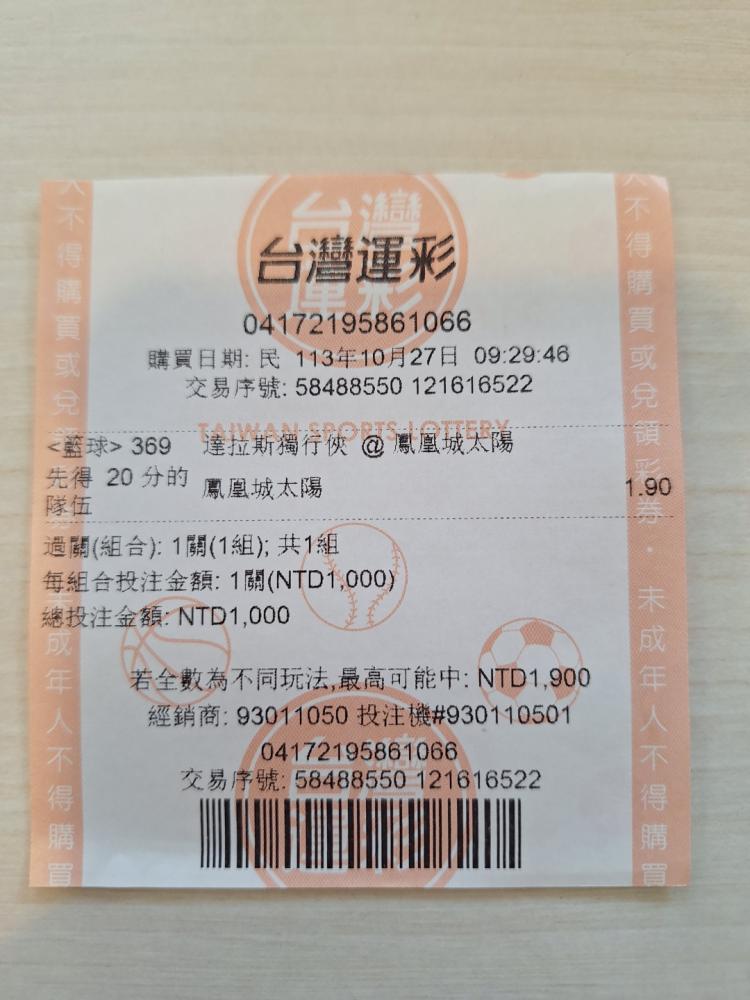 台灣運彩
04172195861066
購買日期: 民 113年10月27日 09:29:46
交易序號: 58488550 121616522
TAIWAN SPORTS LOTTERY
<籃球> 369 達拉斯獨行俠 @ 鳳凰城太陽
先得 20 分的隊伍 鳳凰城太陽 1.90
過關(組合): 1關(1組); 共1組
每組合投注金額: 1關(NTD1,000)
總投注金額: NTD1,000
若全數為不同玩法,最高可能中: NTD1,900
經銷商: 93011050 投注機#930110501
04172195861066
交易序號: 58488550 121616522
人不得購買或兌
成年人不得購買
人不得購買或兌領彩券・未成年人不得購買